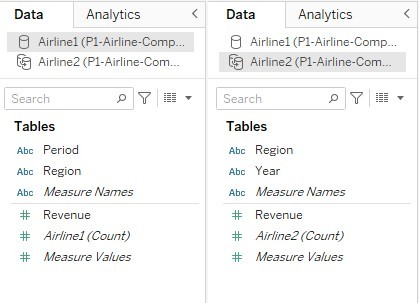 Data Analytics
Airline1 (P1-Airline-Comp...
Airline2 (P1-Airline-Com...
Search
Tables
Abc Period
Abc Region
Abc Measure Names
# Revenue
# Airline1 (Count)
# Measure Values
Data Analytics
Airline1 (P1-Airline-Comp...
Airline2 (P1-Airline-Com...
Search
Tables
Abc Region
Abc Year
Abc Measure Names
# Revenue
# Airline2 (Count)
# Measure Values